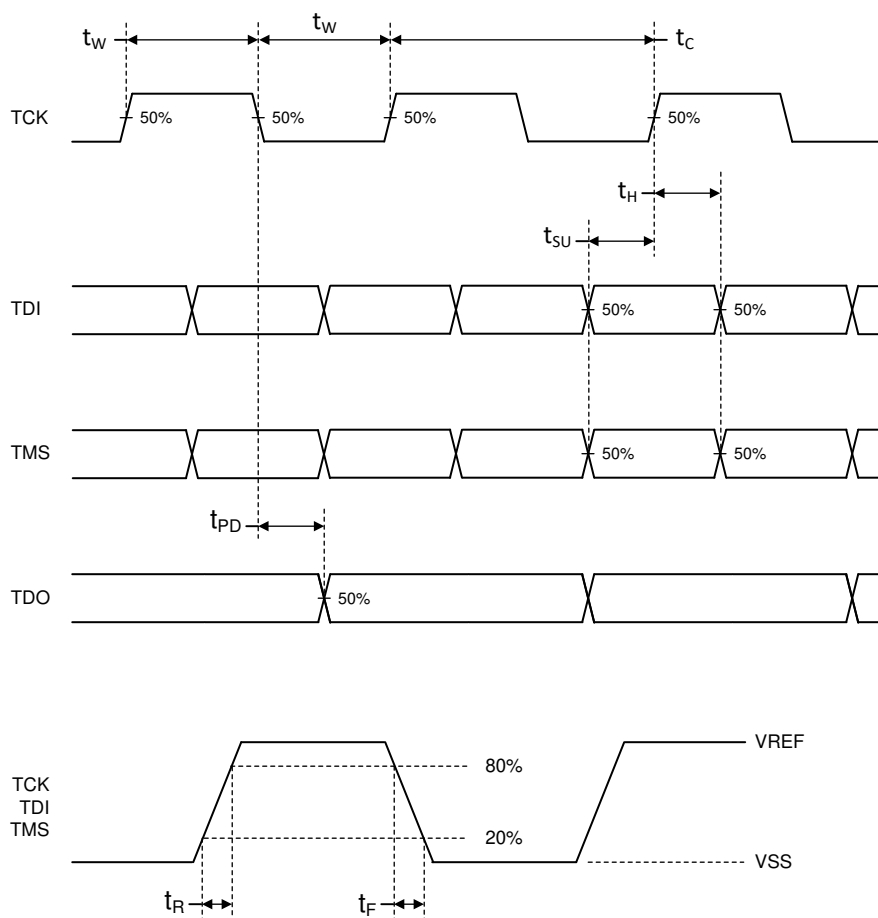 tW
tW
tC
TCK
50%
50%
50%
50%
tH
tSU
TDI
50%
50%
TMS
50%
50%
tPD
TDO
50%
VREF
80%
TCK
TDI
TMS
20%
VSS
tR
tF